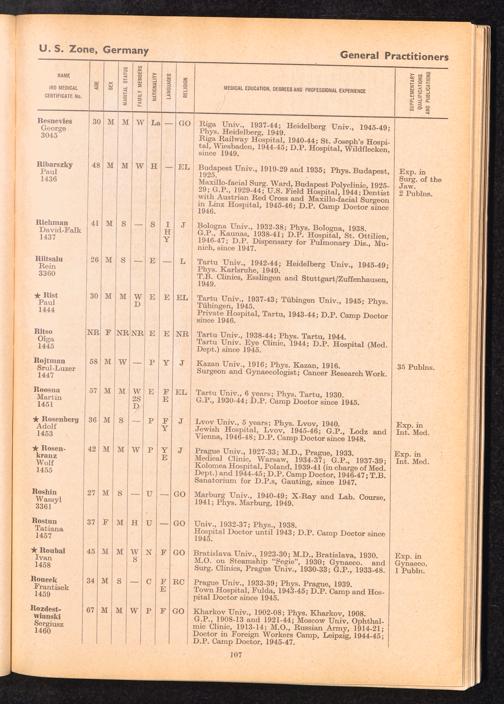 U. S. Zone, Germany
General Practitioners
NAME
IRO MEDICAL
CERTIFICATE No.
AGE
SEX
MARITAL STATUS
FAMILY MEMBERS
NATIONALITY
LANGUAGES
RELIGION
MEDICAL EDUCATION, DEGREES AND PROFESSIONAL EXPERIENCE
SUPPLEMENTARY
QUALIFICATIONS
AND PUBLICATIONS
Resnevics 30 M M W La — GO Riga Univ., 1937-44; Heidelberg Univ., 1945-49;
George Phys. Heidelberg, 1949.
3045 Riga Railway Hospital, 1940-44; St. Joseph's Hospi-
tal, Wiesbaden, 1944-45; D.P. Hospital, Wildflecken,
since 1949.
Ribarszky 48 M M W H — EL Budapest Univ., 1919-29 and 1935; Phys. Budapest,
Paul 1925.
1436 Maxillo-facial Surg. Ward, Budapest Polyclinic, 1925-
29; G.P., 1929-44; U.S. Field Hospital, 1944; Dentist
with Austrian Red Cross and Maxillo-facial Surgeon
in Linz Hospital, 1945-46; D.P. Camp Doctor since
1946.
Exp. in
Surg. of the
Jaw.
2 Publns.
Richman 41 M S — S I J Bologna Univ., 1932-38; Phys. Bologna, 1938.
David-Falk H G.P., Kaunas, 1938-41; D.P. Hospital, St. Ottilien,
1437 Y 1946-47; D.P. Dispensary for Pulmonary Dis., Mu-
nich, since 1947.
Riitsalu 26 M S — E — L Tartu Univ., 1942-44; Heidelberg Univ., 1945-49;
Rein Phys. Karlsruhe, 1949.
3360 T.B. Clinics, Esslingen and Stuttgart/Zuffenhausen,
1949.
★ Rist 30 M M W E E EL Tartu Univ., 1937-43; Tübingen Univ., 1945; Phys.
Paul D Tübingen, 1945.
1444 Private Hospital, Tartu, 1943-44; D.P. Camp Doctor
since 1946.
Ritso NR F NR NR E E NR Tartu Univ., 1938-44; Phys. Tartu, 1944.
Olga Tartu Univ. Eye Clinic, 1944; D.P. Hospital (Med.
1445 Dept.) since 1945.
Rojtman 58 M W — P Y J Kazan Univ., 1916; Phys. Kazan, 1916.
Srul-Luzer Surgeon and Gynaecologist; Cancer Research Work.
1447
35 Publns.
Roosna 57 M M W E F EL Tartu Univ., 6 years; Phys. Tartu, 1930.
Martin 2S E G.P., 1930-44; D.P. Camp Doctor since 1945.
1451 D
★ Rosenberg 36 M S — P F J Lvov Univ., 5 years; Phys. Lvov, 1940.
Adolf Y Jewish Hospital, Lvov, 1945-46; G.P., Lodz and
1453 Vienna, 1946-48; D.P. Camp Doctor since 1948.
Exp. in
Int. Med.
★ Rosen- 42 M M W P Y J Prague Univ., 1927-33; M.D., Prague, 1933.
kranz E Medical Clinic, Warsaw, 1934-37; G.P., 1937-39;
Wolf Kolomea Hospital, Poland, 1939-41 (in charge of Med.
1455 Dept.) and 1944-45; D.P. Camp Doctor, 1946-47; T.B.
Sanatorium for D.P.s, Gauting, since 1947.
Exp. in
Int. Med.
Roshin 27 M S — U — GO Marburg Univ., 1940-49; X-Ray and Lab. Course,
Wassyl 1941; Phys. Marburg, 1949.
3361
Rostun 37 F M H U — GO Univ., 1932-37; Phys., 1938.
Tatiana Hospital Doctor until 1943; D.P. Camp Doctor since
1457 1945.
★ Roubal 45 M M W N F GO Bratislava Univ., 1923-30; M.D., Bratislava, 1930.
Ivan S M.O. on Steamship "Segie", 1930; Gynaeco. and
1458 Surg. Clinics, Prague Univ., 1930-33; G.P., 1933-48.
Exp. in
Gynaeco.
1 Publn.
Roucek 34 M S — C F RC Prague Univ., 1933-39; Phys. Prague, 1939.
Frantisek E Town Hospital, Fulda, 1943-45; D.P. Camp and Hos-
1459 pital Doctor since 1945.
Rozdest- 67 M M W P F GO Kharkov Univ., 1902-08; Phys. Kharkov, 1908.
wianski G.P., 1908-13 and 1921-44; Moscow Univ. Ophthal-
Sergiusz mic Clinic, 1913-14; M.O., Russian Army, 1914-21;
1460 Doctor in Foreign Workers Camp, Leipzig, 1944-45;
D.P. Camp Doctor, 1945-47.
107